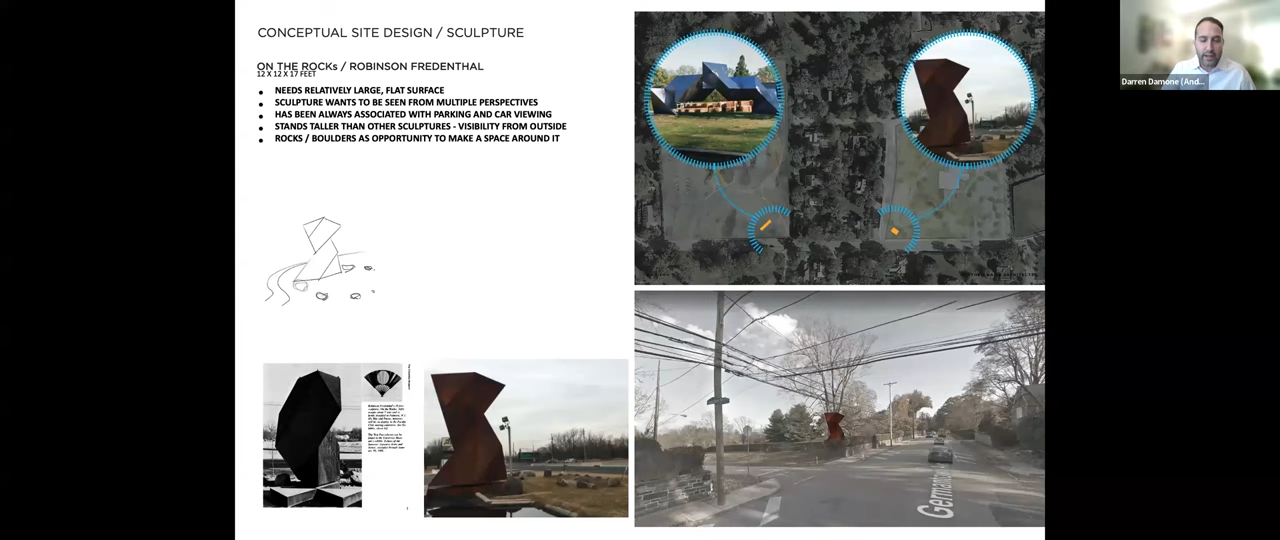 CONCEPTUAL SITE DESIGN / SCULPTURE
ON THE ROCKs / ROBINSON FREDENTHAL
12 X 12 X 17 FEET
NEEDS RELATIVELY LARGE, FLAT SURFACE
SCULPTURE WANTS TO BE SEEN FROM MULTIPLE PERSPECTIVES
HAS BEEN ALWAYS ASSOCIATED WITH PARKING AND CAR VIEWING
STANDS TALLER THAN OTHER SCULPTURES - VISIBILITY FROM OUTSIDE
ROCKS / BOULDERS AS OPPORTUNITY TO MAKE A SPACE AROUND IT
Germant
Darren Damone (And...